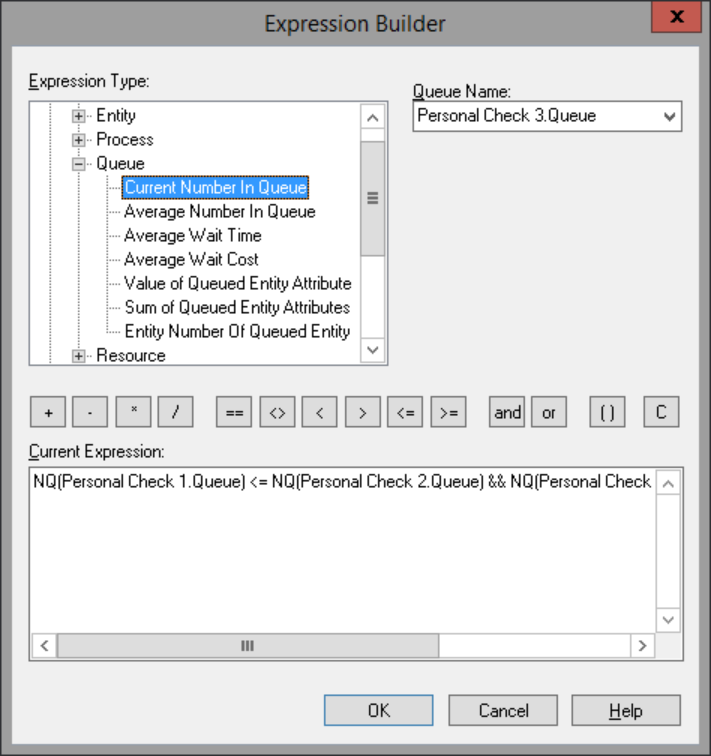 Expression Builder
x
Expression Type:
Queue Name:
Personal Check 3.Queue
Entity
Process
Queue
Current Number In Queue
Average Number In Queue
Average Wait Time
Average Wait Cost
Value of Queued Entity Attribute
Sum of Queued Entity Attributes
Entity Number Of Queued Entity
Resource
+ - * / == <> < > <= >= and or ( ) C
Current Expression:
NQ(Personal Check 1.Queue) <= NQ(Personal Check 2.Queue) && NQ(Personal Check
OK Cancel Help